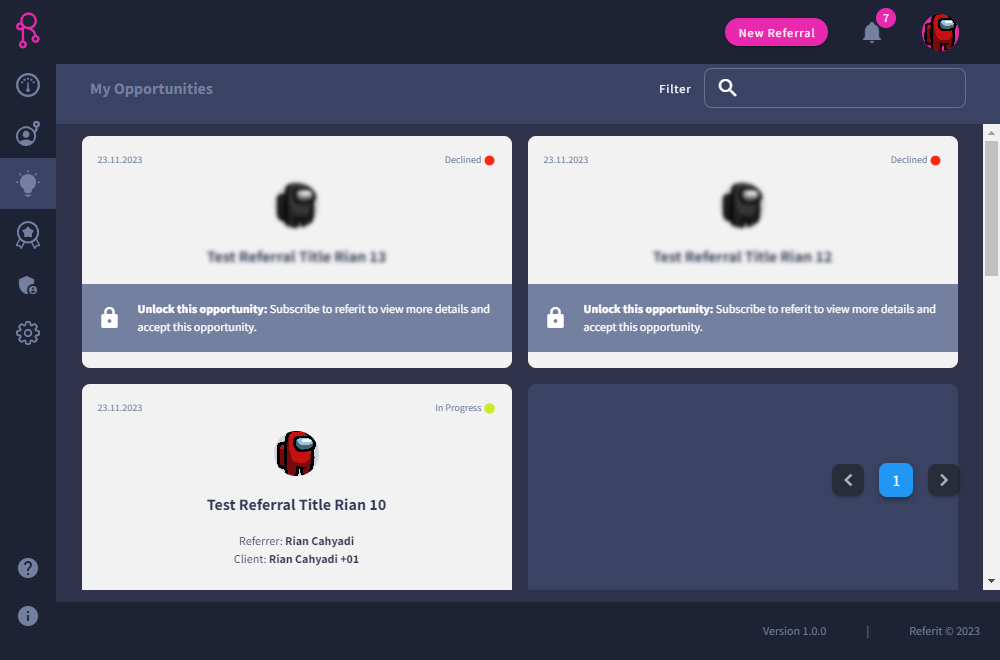 New Referral
7
My Opportunities
Filter
23.11.2023
Declined
Test Referral Title Rian 13
Unlock this opportunity: Subscribe to referit to view more details and
accept this opportunity.
23.11.2023
Declined
Test Referral Title Rian 12
Unlock this opportunity: Subscribe to referit to view more details and
accept this opportunity.
23.11.2023
In Progress
Test Referral Title Rian 10
Referrer: Rian Cahyadi
Client: Rian Cahyadi +01
1
Version 1.0.0
|
Referit © 2023